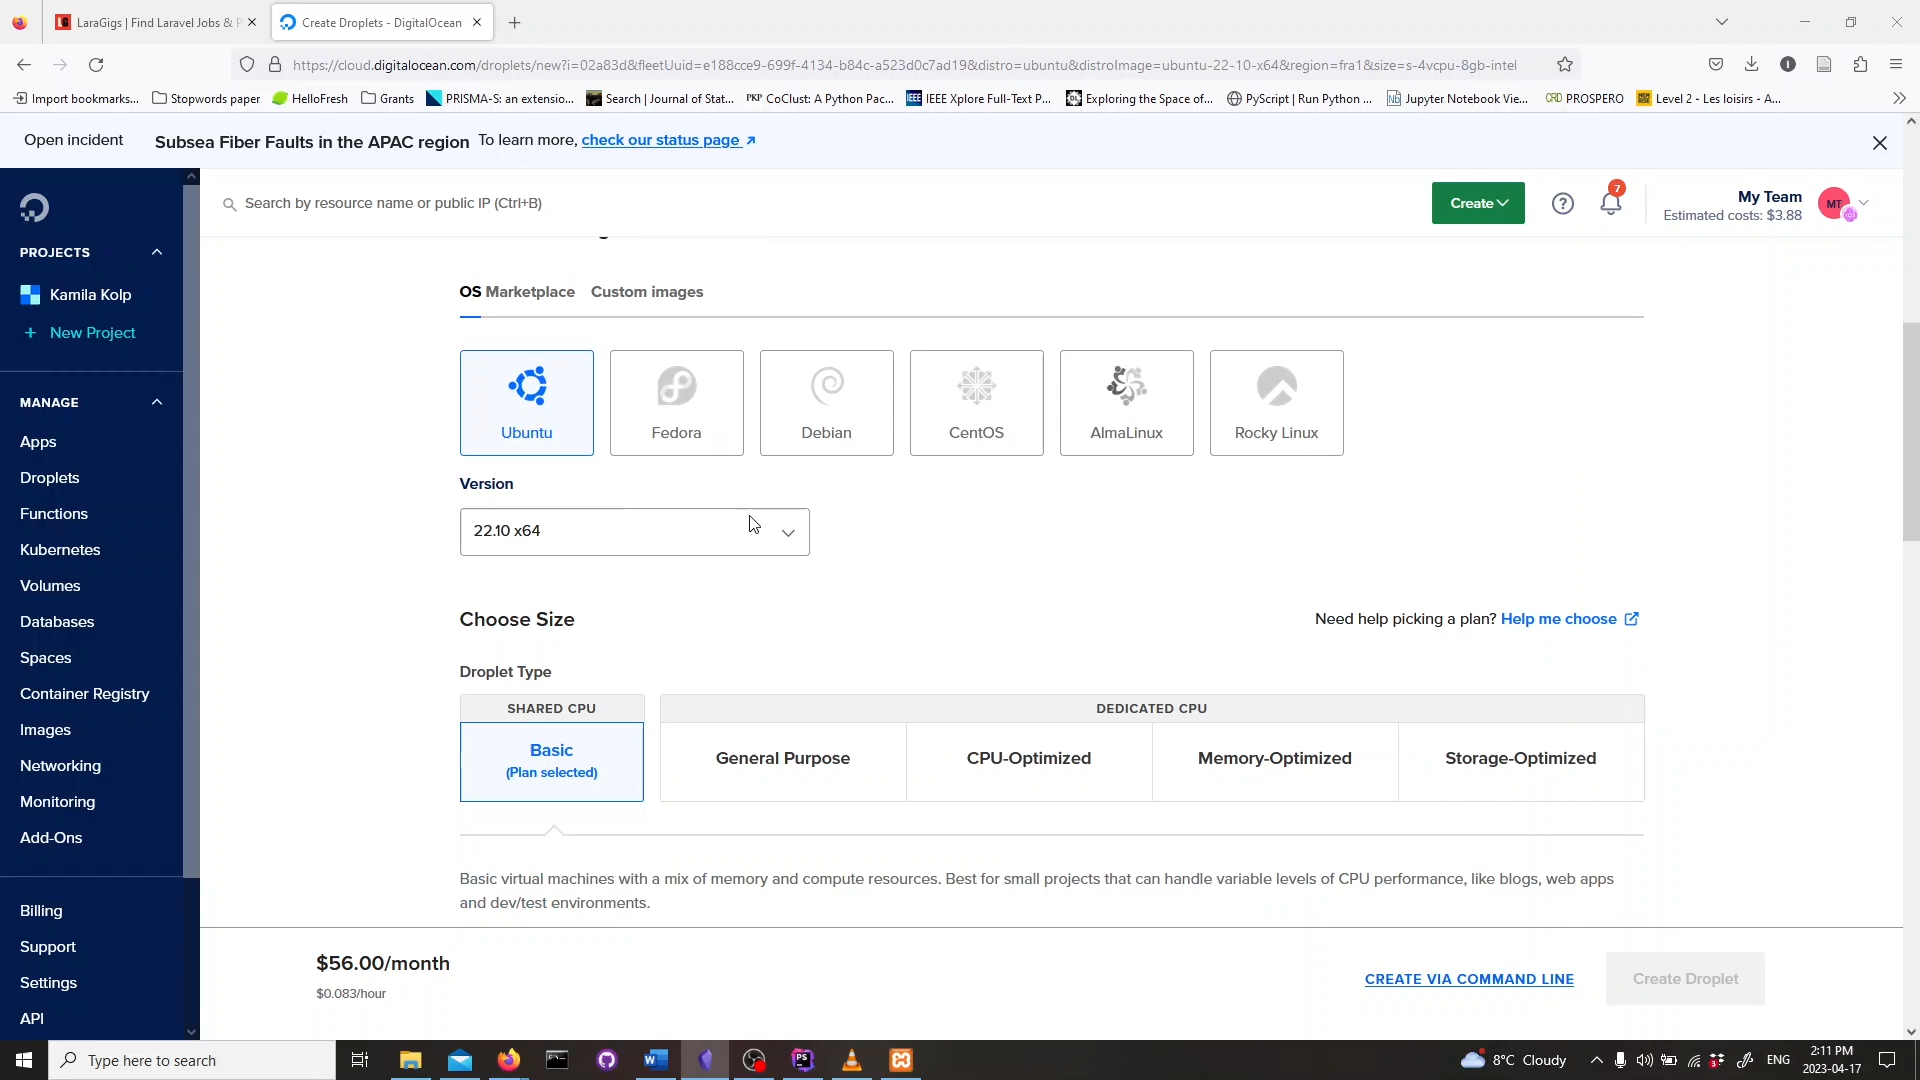 LaraGigs | Find Laravel Jobs & P
Create Droplets - DigitalOcean
https://cloud.digitalocean.com/droplets/new?i=02a83d&fleetUuid=e188cce9-699f-4134-b84c-a523d0c7ad19&distro=ubuntu&distroImage=ubuntu-22-10-x64&region=fra1&size=s-4vcpu-8gb-intel
Import bookmarks...
Stopwords paper
HelloFresh
Grants
PRISMA-S: an extensio...
Search | Journal of Stat...
PKP CoClust: A Python Pac...
IEEE IEEE Xplore Full-Text P...
Exploring the Space of...
PyScript | Run Python ...
Jupyter Notebook Vie...
CRD PROSPERO
Level 2 - Les loisirs - A...
Open incident
Subsea Fiber Faults in the APAC region
To learn more, check our status page
Search by resource name or public IP (Ctrl+B)
Create
7
My Team
Estimated costs: $3.88
MT
PROJECTS
Kamila Kolp
+ New Project
MANAGE
Apps
Droplets
Functions
Kubernetes
Volumes
Databases
Spaces
Container Registry
Images
Networking
Monitoring
Add-Ons
Billing
Support
Settings
API
OS
Marketplace
Custom images
Ubuntu
Fedora
Debian
CentOS
AlmaLinux
Rocky Linux
Version
22.10 x64
Choose Size
Need help picking a plan? Help me choose
Droplet Type
SHARED CPU
DEDICATED CPU
Basic
(Plan selected)
General Purpose
CPU-Optimized
Memory-Optimized
Storage-Optimized
Basic virtual machines with a mix of memory and compute resources. Best for small projects that can handle variable levels of CPU performance, like blogs, web apps
and dev/test environments.
$56.00/month
$0.083/hour
CREATE VIA COMMAND LINE
Create Droplet
Type here to search
8°C Cloudy
ENG
2:11 PM
2023-04-17